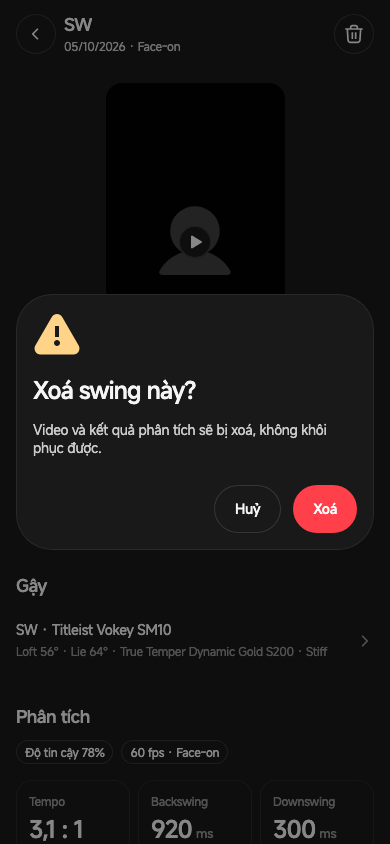 SW
05/10/2026 · Face-on
Xoá swing này?
Video và kết quả phân tích sẽ bị xoá, không khôi
phục được.
Huỷ
Xoá
Gậy
SW · Titleist Vokey SM10
Loft 56° · Lie 64° · True Temper Dynamic Gold S200 · Stiff
Phân tích
Độ tin cậy 78%
60 fps · Face-on
Tempo
Backswing
Downswing
3,1 : 1
920 ms
300 ms